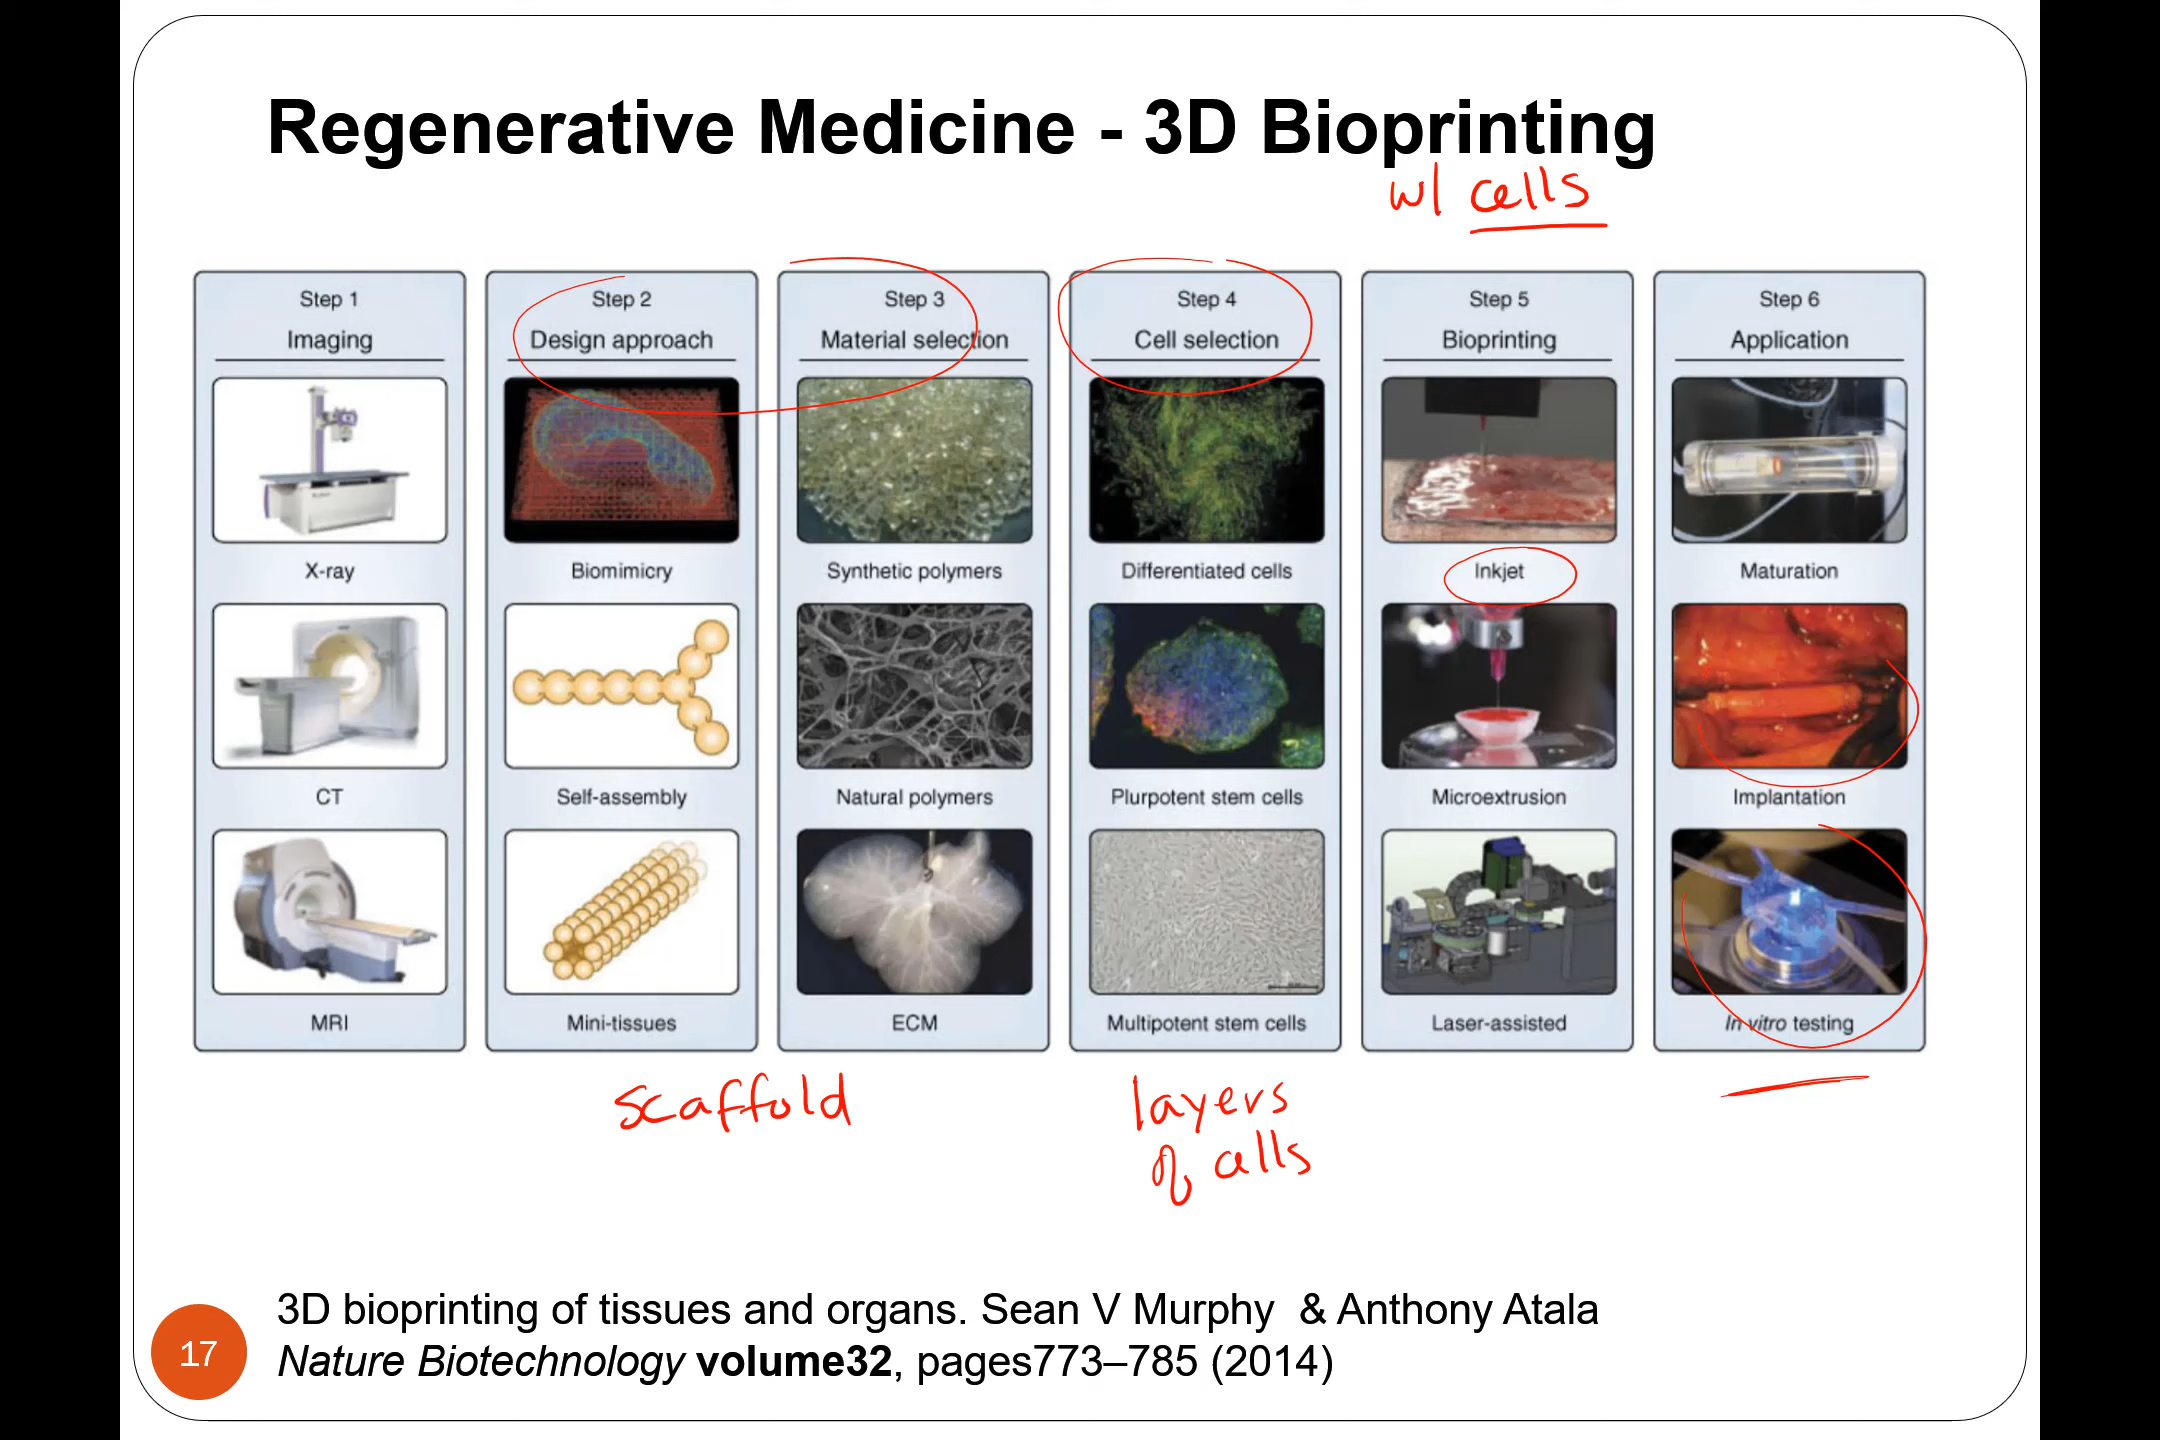 Regenerative Medicine - 3D Bioprinting
w/ cells
Step 1
Imaging
X-ray
CT
MRI
Step 2
Design approach
Biomimicry
Self-assembly
Mini-tissues
Step 3
Material selection
Synthetic polymers
Natural polymers
ECM
Step 4
Cell selection
Differentiated cells
Plurpotent stem cells
Multipotent stem cells
Step 5
Bioprinting
Inkjet
Microextrusion
Laser-assisted
Step 6
Application
Maturation
Implantation
In vitro testing
scaffold
layers
of cells
3D bioprinting of tissues and organs. Sean V Murphy & Anthony Atala
Nature Biotechnology volume32, pages773–785 (2014)
17